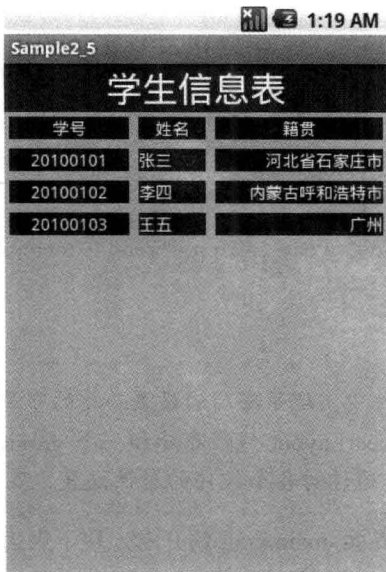 1:19 AM
Sample2_5
学生信息表
学号 姓名 籍贯
20100101 张三 河北省石家庄市
20100102 李四 内蒙古呼和浩特市
20100103 王五 广州